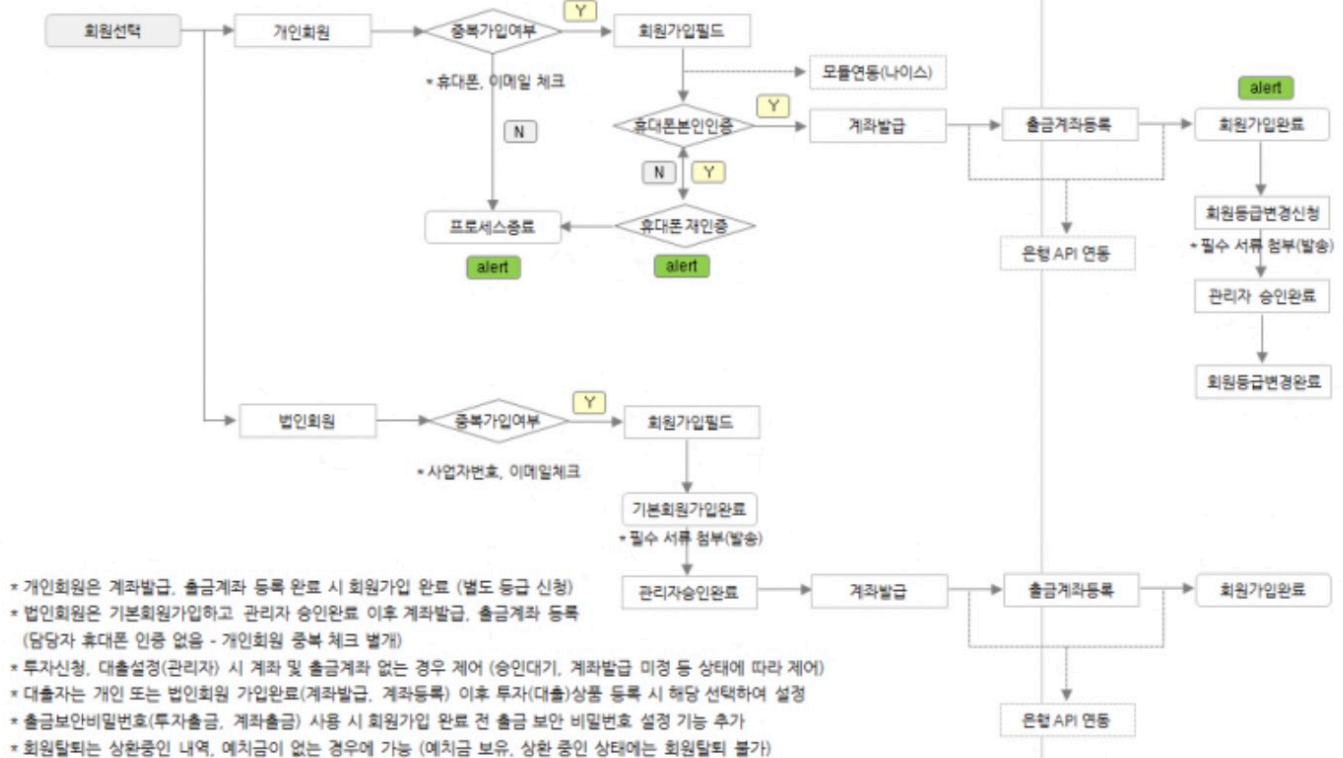 회원선택
개인회원
중복가입여부
Y
회원가입필드
* 휴대폰, 이메일 체크
N
모듈연동(나이스)
휴대폰본인인증
Y
계좌발급
출금계좌등록
alert
회원가입완료
N
Y
프로세스종료
휴대폰 재인증
alert
alert
은행 API 연동
회원등급변경신청
* 필수 서류 첨부(발송)
관리자 승인완료
회원등급변경완료
법인회원
중복가입여부
Y
회원가입필드
* 사업자번호, 이메일체크
기본회원가입완료
* 필수 서류 첨부(발송)
관리자승인완료
계좌발급
출금계좌등록
회원가입완료
은행 API 연동
* 개인회원은 계좌발급, 출금계좌 등록 완료 시 회원가입 완료 (별도 등급 신청)
* 법인회원은 기본회원가입하고 관리자 승인완료 이후 계좌발급, 출금계좌 등록
(담당자 휴대폰 인증 없음 - 개인회원 중복 체크 별개)
* 투자신청, 대출설정(관리자) 시 계좌 및 출금계좌 없는 경우 제어 (승인대기, 계좌발급 미정 등 상태에 따라 제어)
* 대출자는 개인 또는 법인회원 가입완료(계좌발급, 계좌등록) 이후 투자(대출)상품 등록 시 해당 선택하여 설정
* 출금보안비밀번호(투자출금, 계좌출금) 사용 시 회원가입 완료 전 출금 보안 비밀번호 설정 기능 추가
* 회원탈퇴는 상환중인 내역, 예치금이 없는 경우에 가능 (예치금 보유, 상환 중인 상태에는 회원탈퇴 불가)